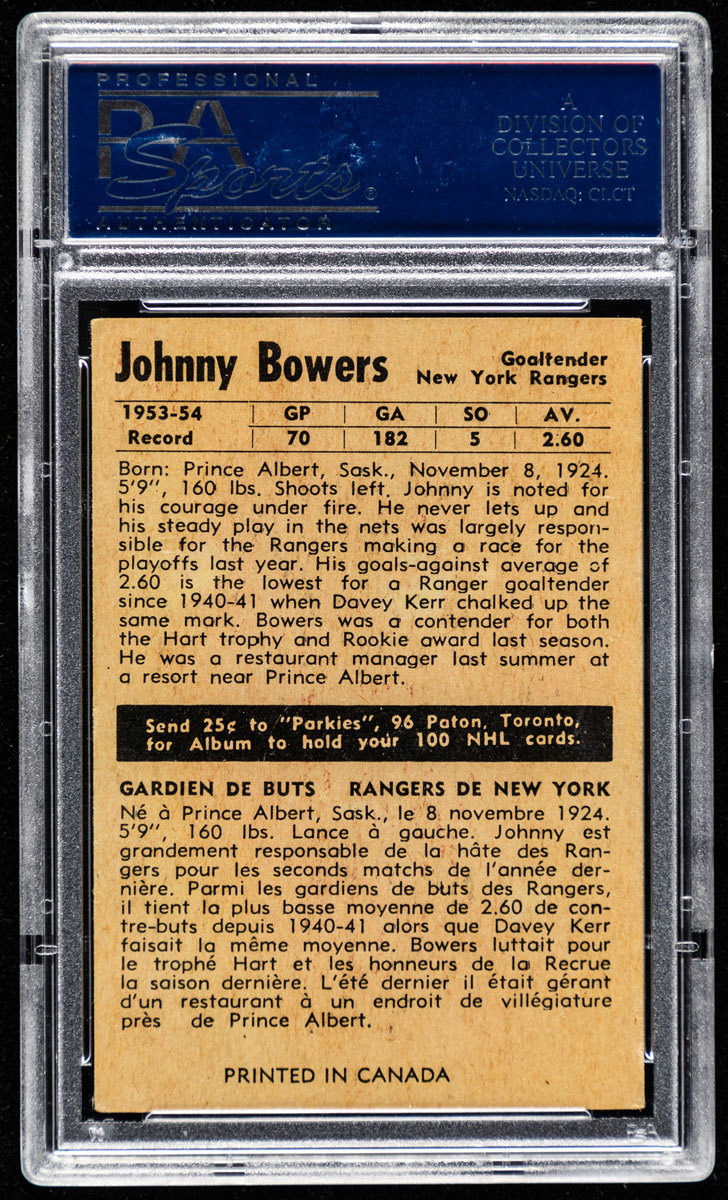 PROFESSIONAL
PSA
Sports®
AUTHENTICATOR
A
DIVISION OF
COLLECTORS
UNIVERSE
NASDAQ: CLCT
Johnny Bowers
Goaltender
New York Rangers
1953-54 | GP | GA | SO | AV.
Record | 70 | 182 | 5 | 2.60
Born: Prince Albert, Sask., November 8, 1924.
5'9", 160 lbs. Shoots left. Johnny is noted for
his courage under fire. He never lets up and
his steady play in the nets was largely respon-
sible for the Rangers making a race for the
playoffs last year. His goals-against average of
2.60 is the lowest for a Ranger goaltender
since 1940-41 when Davey Kerr chalked up the
same mark. Bowers was a contender for both
the Hart trophy and Rookie award last season.
He was a restaurant manager last summer at
a resort near Prince Albert.
Send 25¢ to "Parkies", 96 Paton, Toronto,
for Album to hold your 100 NHL cards.
GARDIEN DE BUTS RANGERS DE NEW YORK
Né à Prince Albert, Sask., le 8 novembre 1924.
5'9", 160 lbs. Lance à gauche. Johnny est
grandement responsable de la hâte des Ran-
gers pour les seconds matchs de l'année der-
nière. Parmi les gardiens de buts des Rangers,
il tient la plus basse moyenne de 2.60 de con-
tre-buts depuis 1940-41 alors que Davey Kerr
faisait la même moyenne. Bowers luttait pour
le trophé Hart et les honneurs de la Recrue
la saison dernière. L'été dernier il était gérant
d'un restaurant à un endroit de villégiature
près de Prince Albert.
PRINTED IN CANADA
PSA